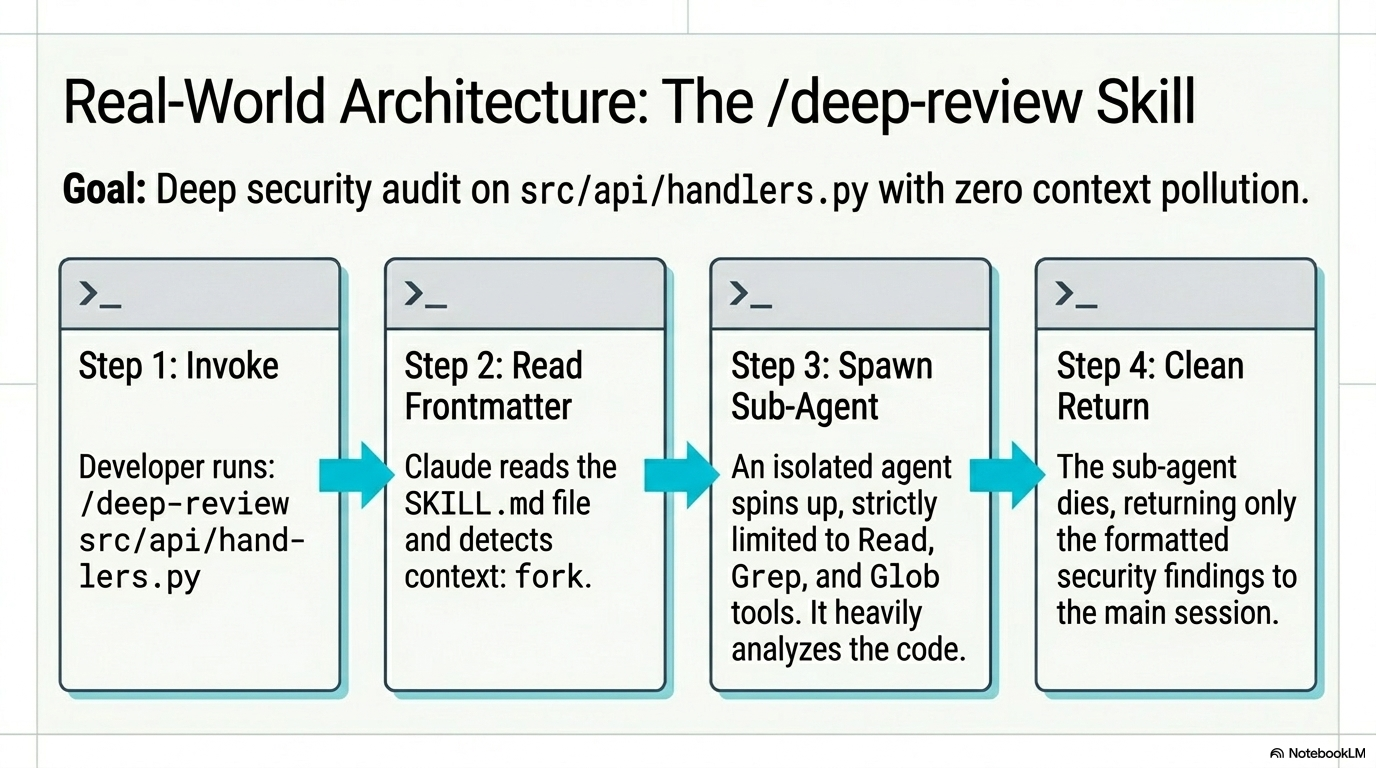 Real-World Architecture: The /deep-review Skill
Goal: Deep security audit on src/api/handlers.py with zero context pollution.
>_
Step 1: Invoke
Developer runs:
/deep-review
src/api/hand-
lers.py
>_
Step 2: Read
Frontmatter
Claude reads the
SKILL.md file
and detects
context: fork.
>_
Step 3: Spawn
Sub-Agent
An isolated agent
spins up, strictly
limited to Read,
Grep, and Glob
tools. It heavily
analyzes the code.
>_
Step 4: Clean
Return
The sub-agent
dies, returning only
the formatted
security findings to
the main session.
NotebookLM